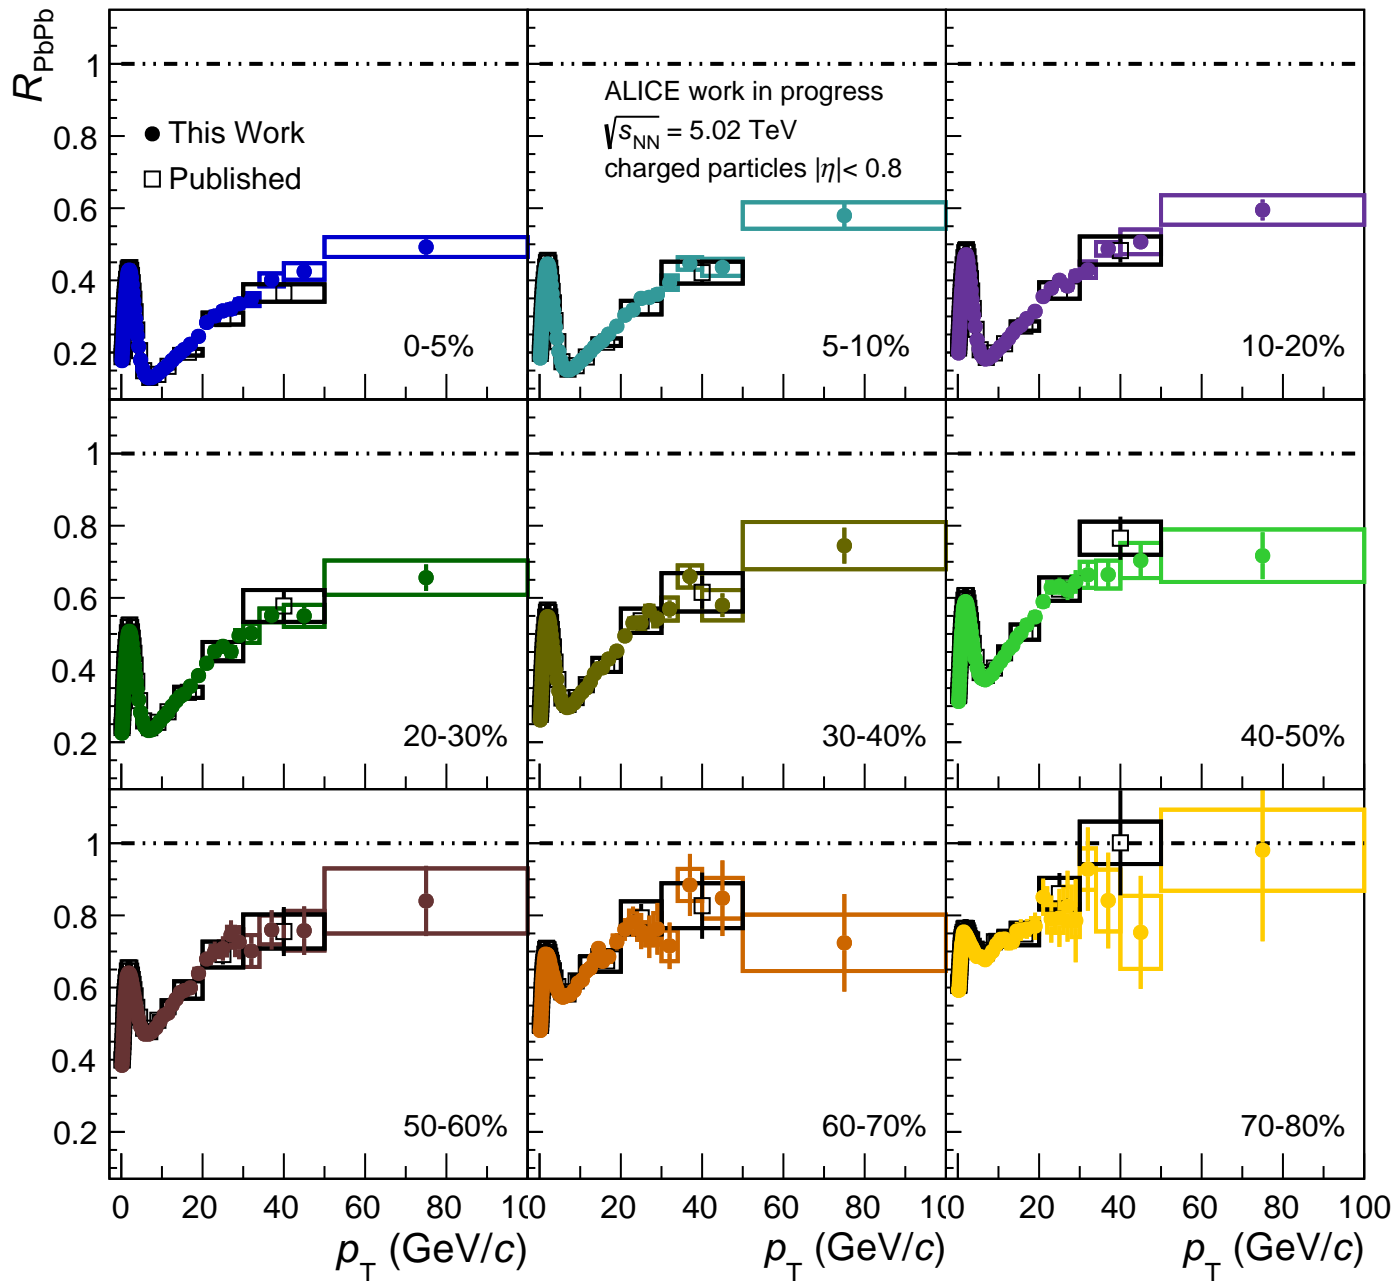 R_PbPb
1
0.8
0.6
0.4
0.2
This Work
Published
0-5%
ALICE work in progress
√s_NN = 5.02 TeV
charged particles |η|< 0.8
5-10%
10-20%
1
0.8
0.6
0.4
0.2
20-30%
30-40%
40-50%
1
0.8
0.6
0.4
0.2
50-60%
60-70%
70-80%
0 20 40 60 80 10
0 20 40 60 80 10
0 20 40 60 80 100
p_T (GeV/c)
p_T (GeV/c)
p_T (GeV/c)